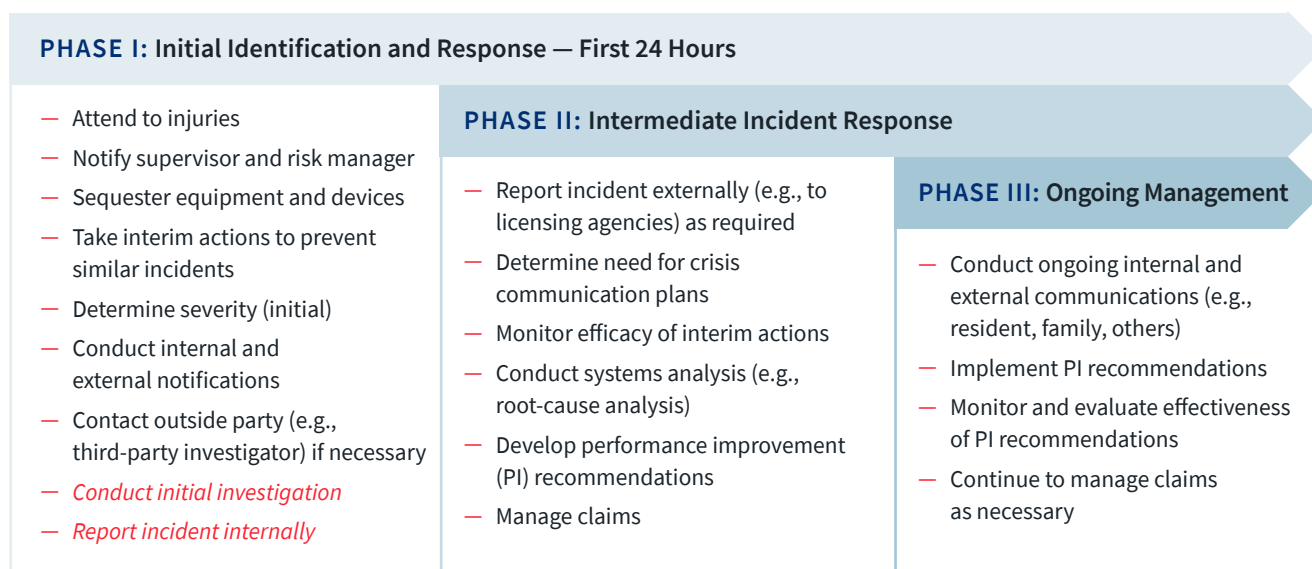 PHASE I: Initial Identification and Response — First 24 Hours
— Attend to injuries
— Notify supervisor and risk manager
— Sequester equipment and devices
— Take interim actions to prevent
similar incidents
— Determine severity (initial)
— Conduct internal and
external notifications
— Contact outside party (e.g.,
third-party investigator) if necessary
— Conduct initial investigation
— Report incident internally
PHASE II: Intermediate Incident Response
— Report incident externally (e.g., to
licensing agencies) as required
— Determine need for crisis
communication plans
— Monitor efficacy of interim actions
— Conduct systems analysis (e.g.,
root-cause analysis)
— Develop performance improvement
(PI) recommendations
— Manage claims
PHASE III: Ongoing Management
— Conduct ongoing internal and
external communications (e.g.,
resident, family, others)
— Implement PI recommendations
— Monitor and evaluate effectiveness
of PI recommendations
— Continue to manage claims
as necessary